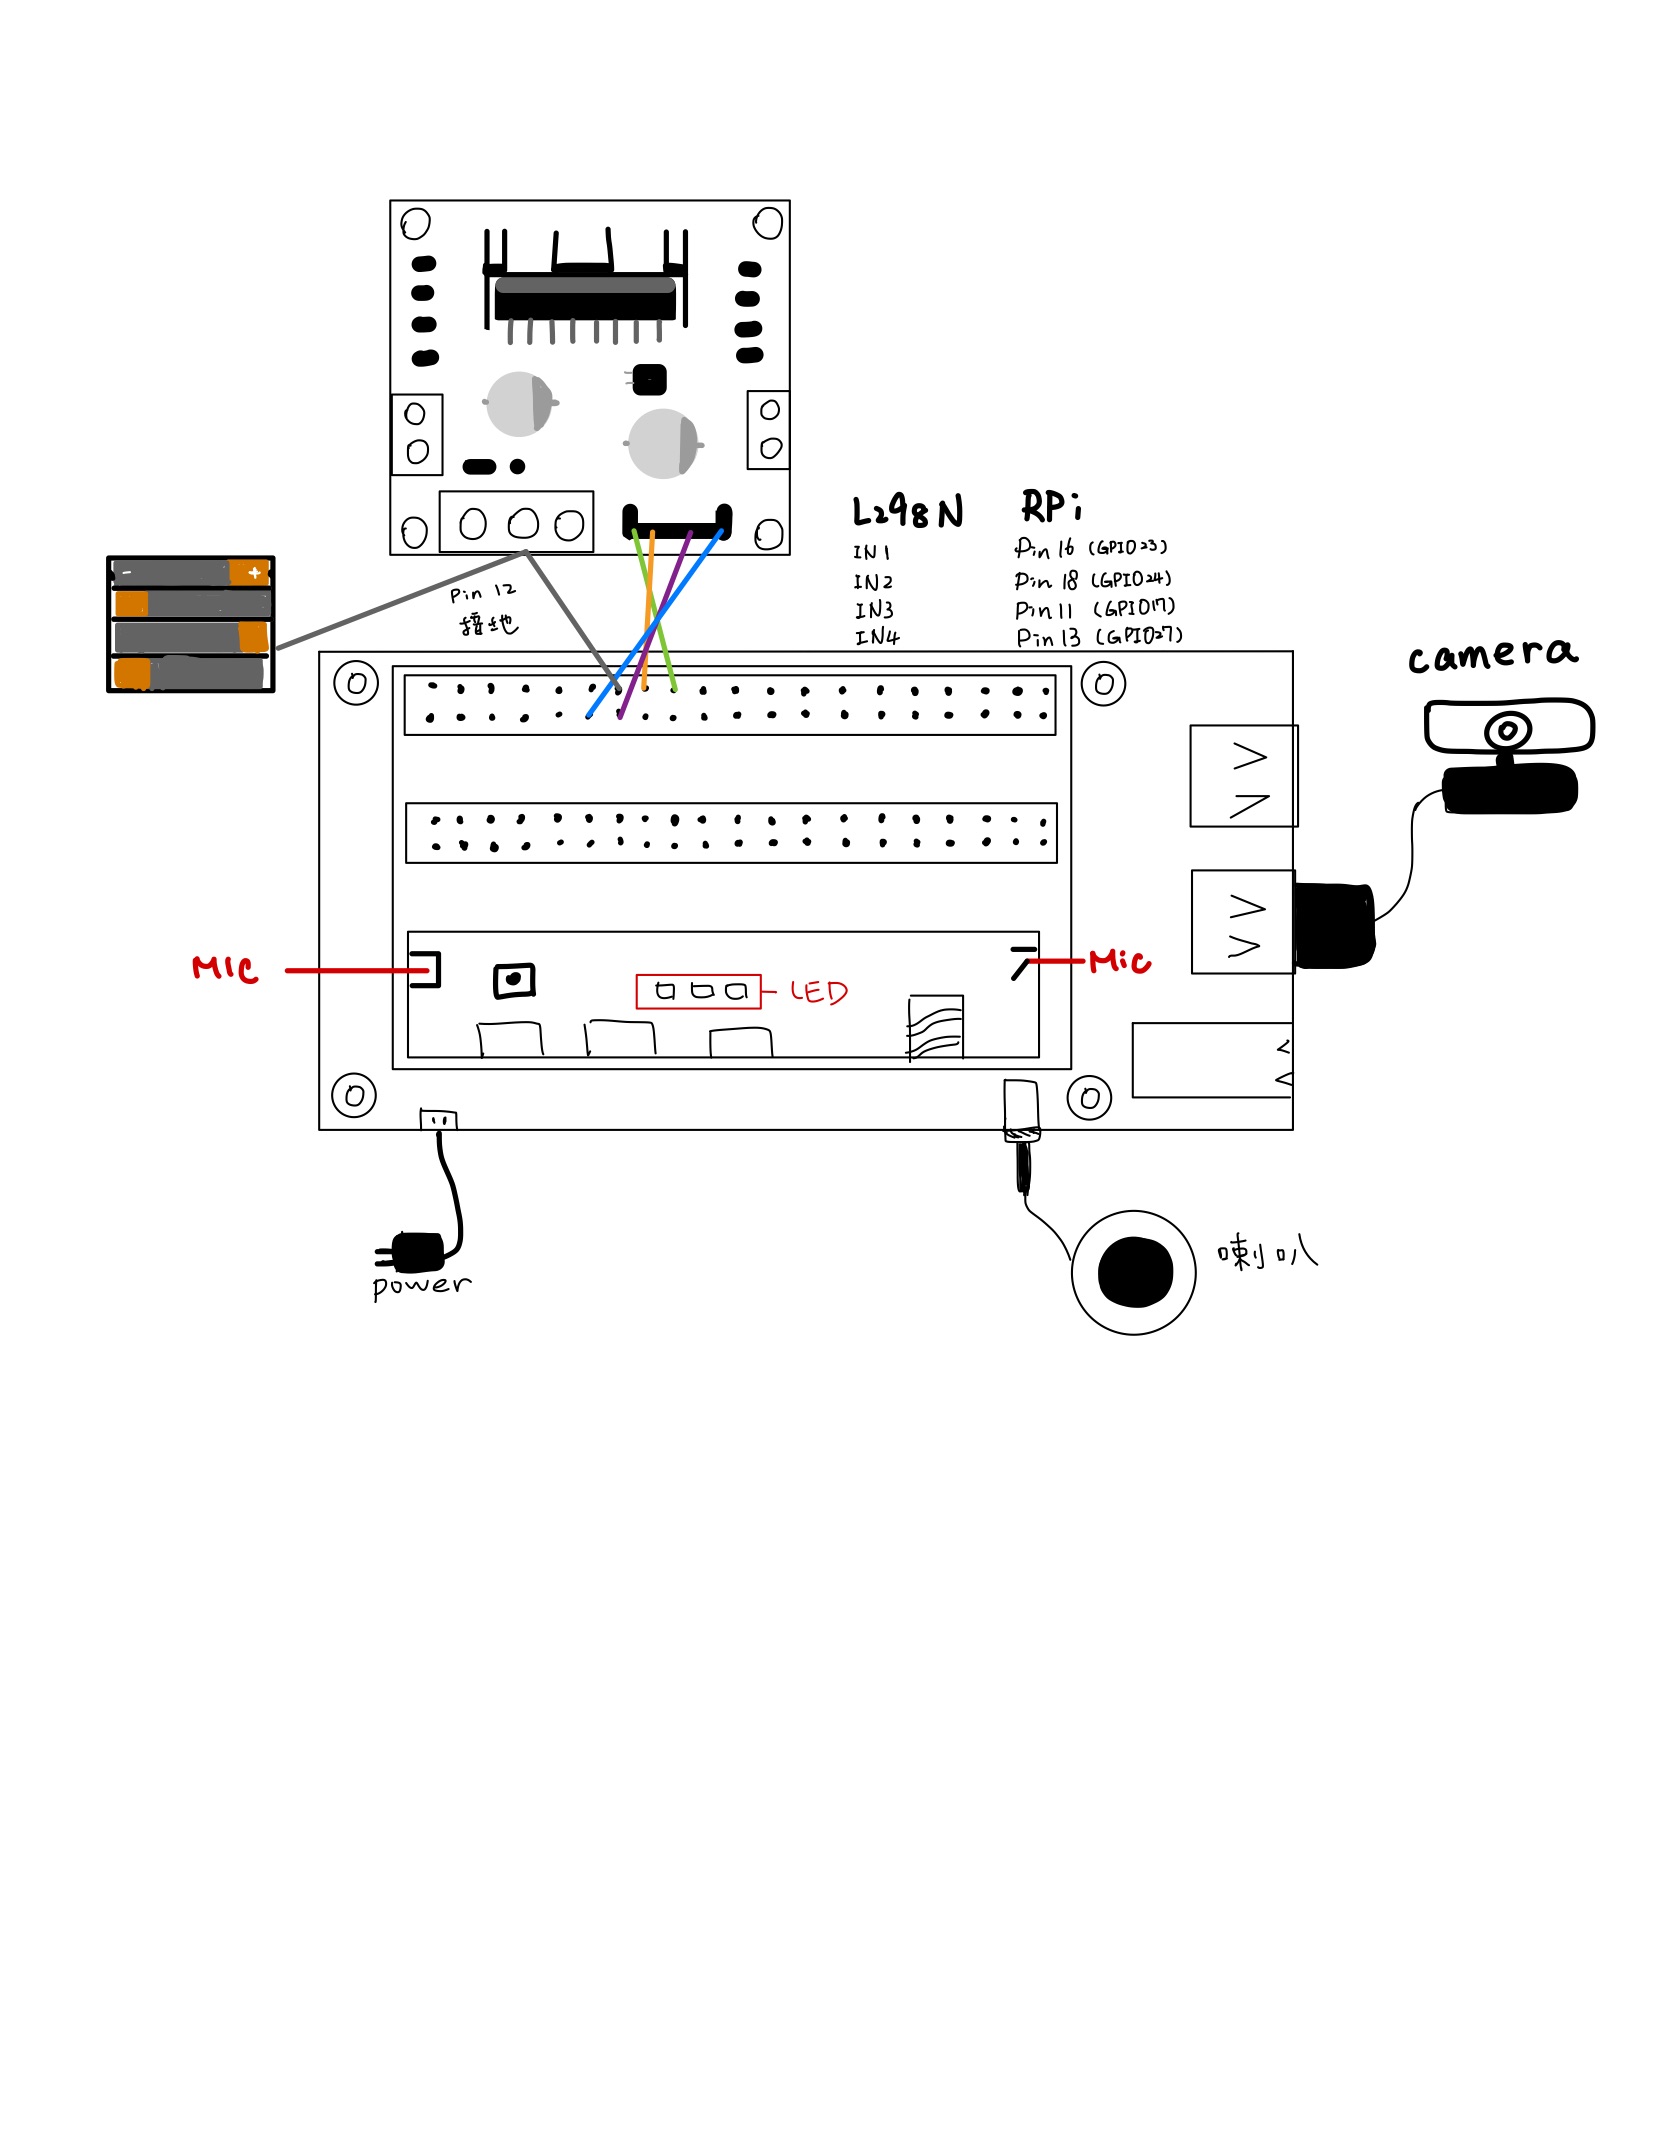 L298N RPi
IN1 Pin 16 (GPIO23)
IN2 Pin 18 (GPIO24)
IN3 Pin 11 (GPIO17)
IN4 Pin 13 (GPIO27)
- +
Pin 12
接地
camera
MIC
LED
Mic
power
喇叭